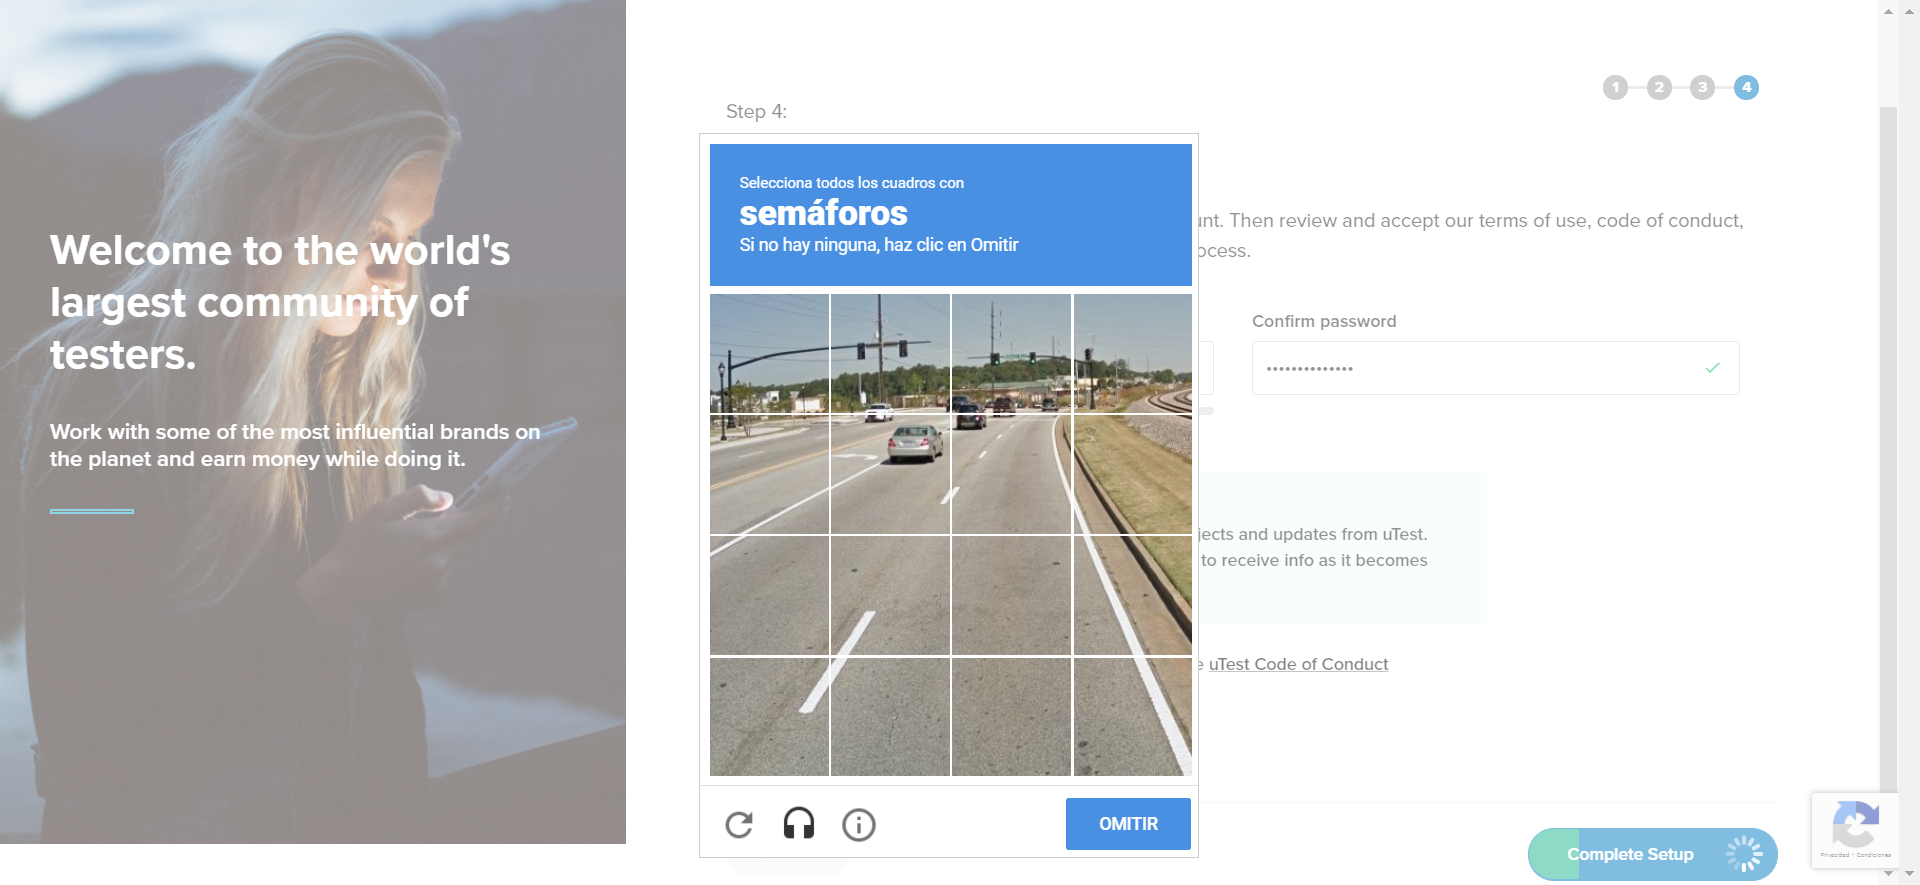 Welcome to the world's
largest community of
testers.
Work with some of the most influential brands on
the planet and earn money while doing it.
1 2 3 4
Step 4:
unt. Then review and accept our terms of use, code of conduct,
ocess.
Confirm password
••••••••••••••
Selecciona todos los cuadros con
semáforos
Si no hay ninguna, haz clic en Omitir
jects and updates from uTest.
to receive info as it becomes
e uTest Code of Conduct
OMITIR
Complete Setup
Privacidad - Condiciones